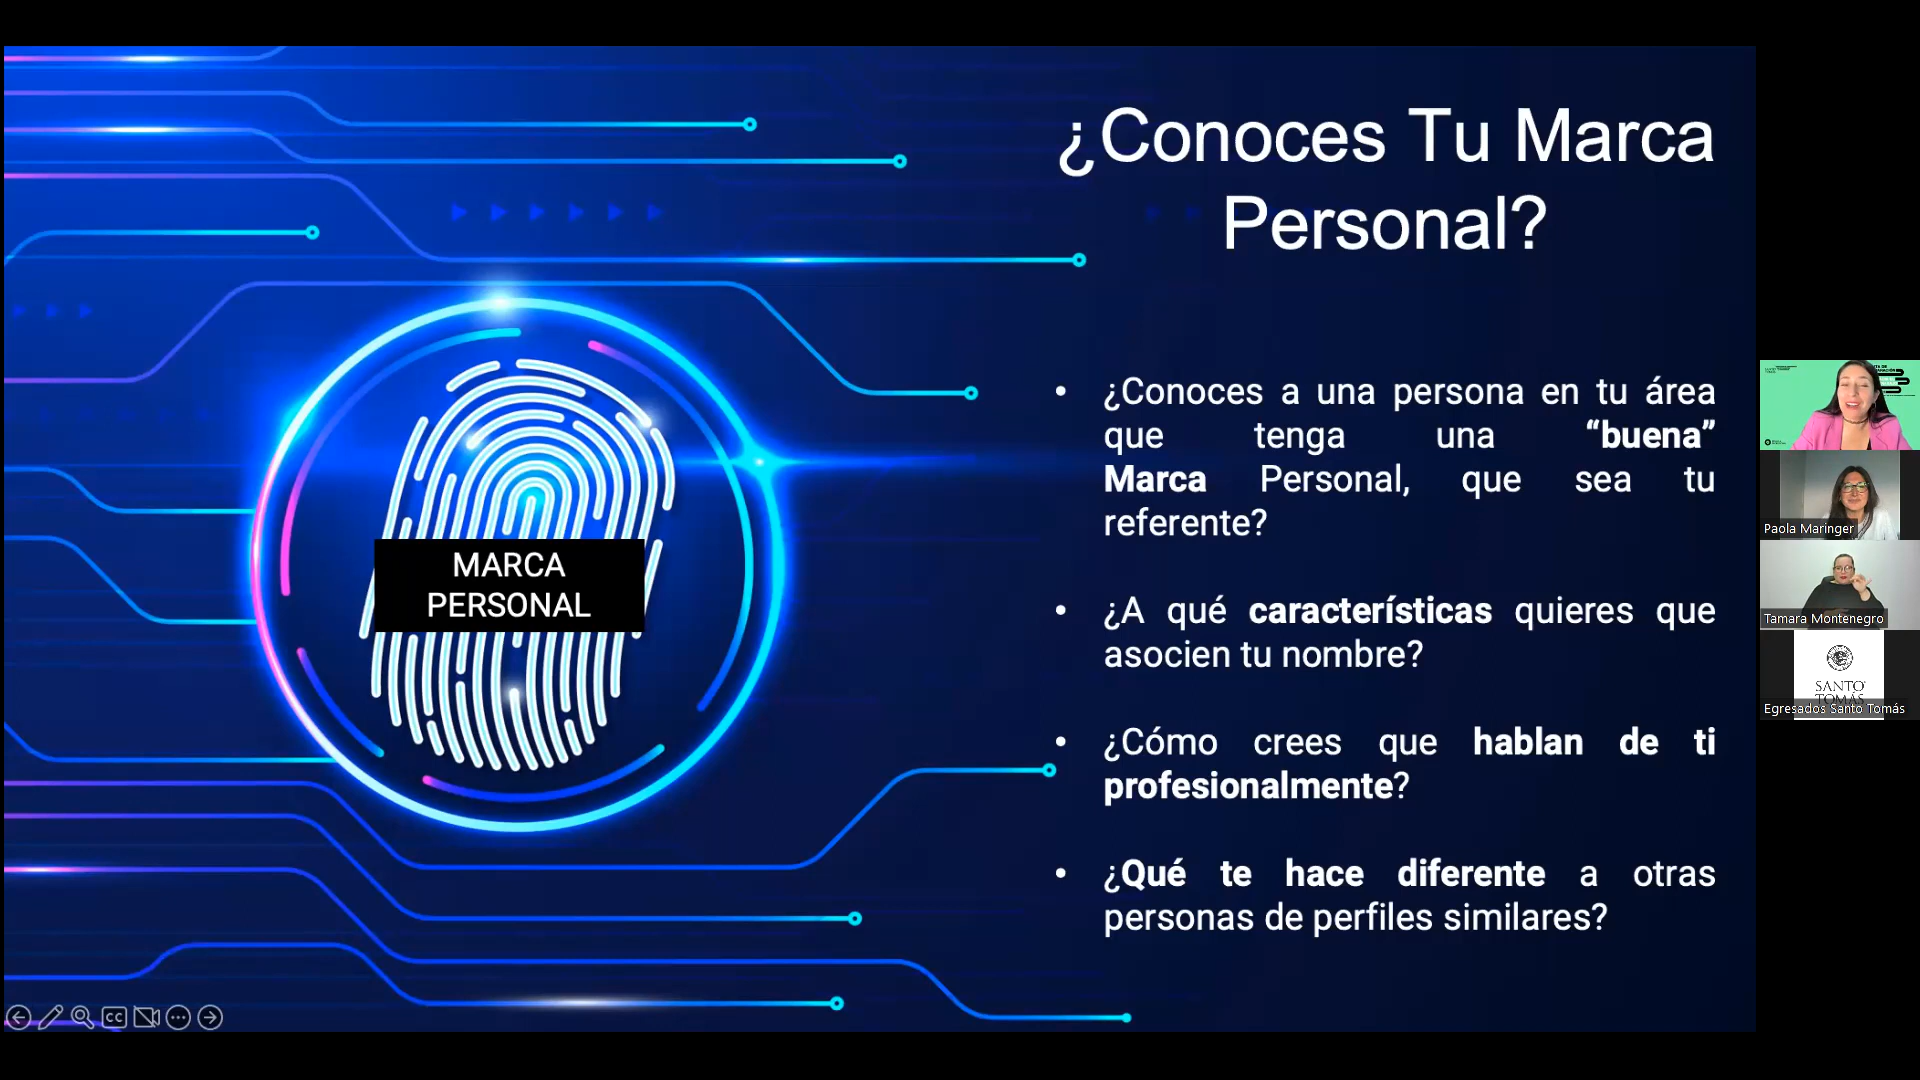 ¿Conoces Tu Marca
Personal?
MARCA
PERSONAL
• ¿Conoces a una persona en tu área
que tenga una “buena”
Marca Personal, que sea tu
referente?
• ¿A qué características quieres que
asocien tu nombre?
• ¿Cómo crees que hablan de ti
profesionalmente?
• ¿Qué te hace diferente a otras
personas de perfiles similares?
CC
Paola Maringer
Tamara Montenegro
SANTO
TOMÁS
Egresados Santo Tomás